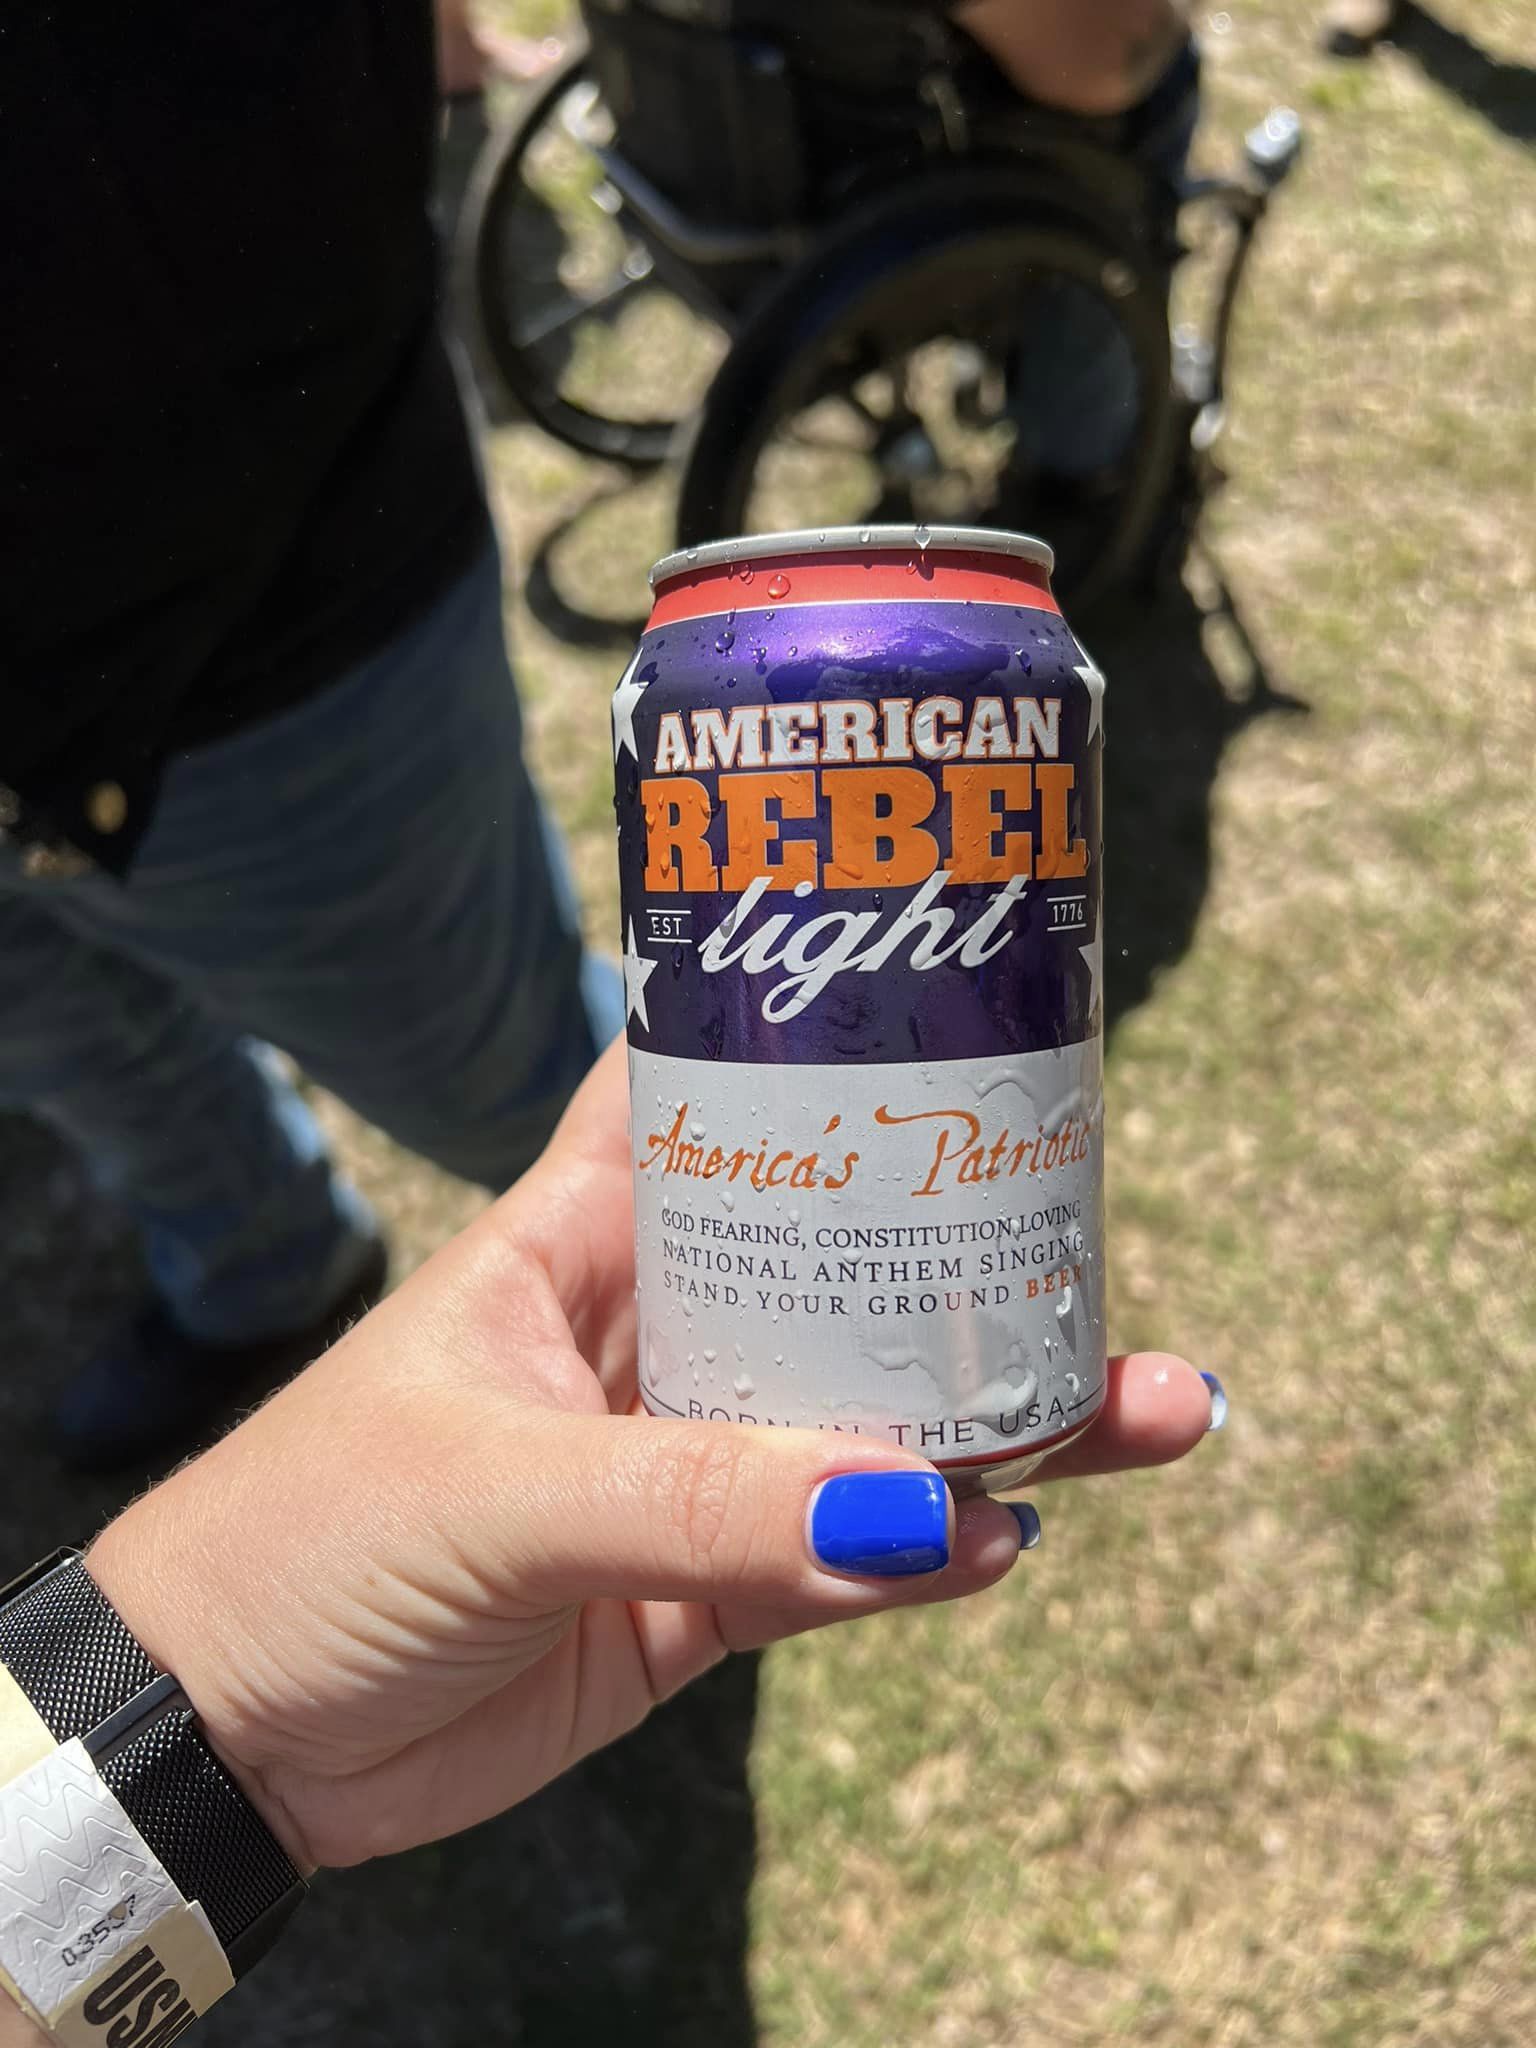 AMERICAN
REBEL
EST light 1776
America's Patriotic
GOD FEARING, CONSTITUTION LOVING
NATIONAL ANTHEM SINGING
STAND YOUR GROUND BEER
BORN IN THE USA
03507